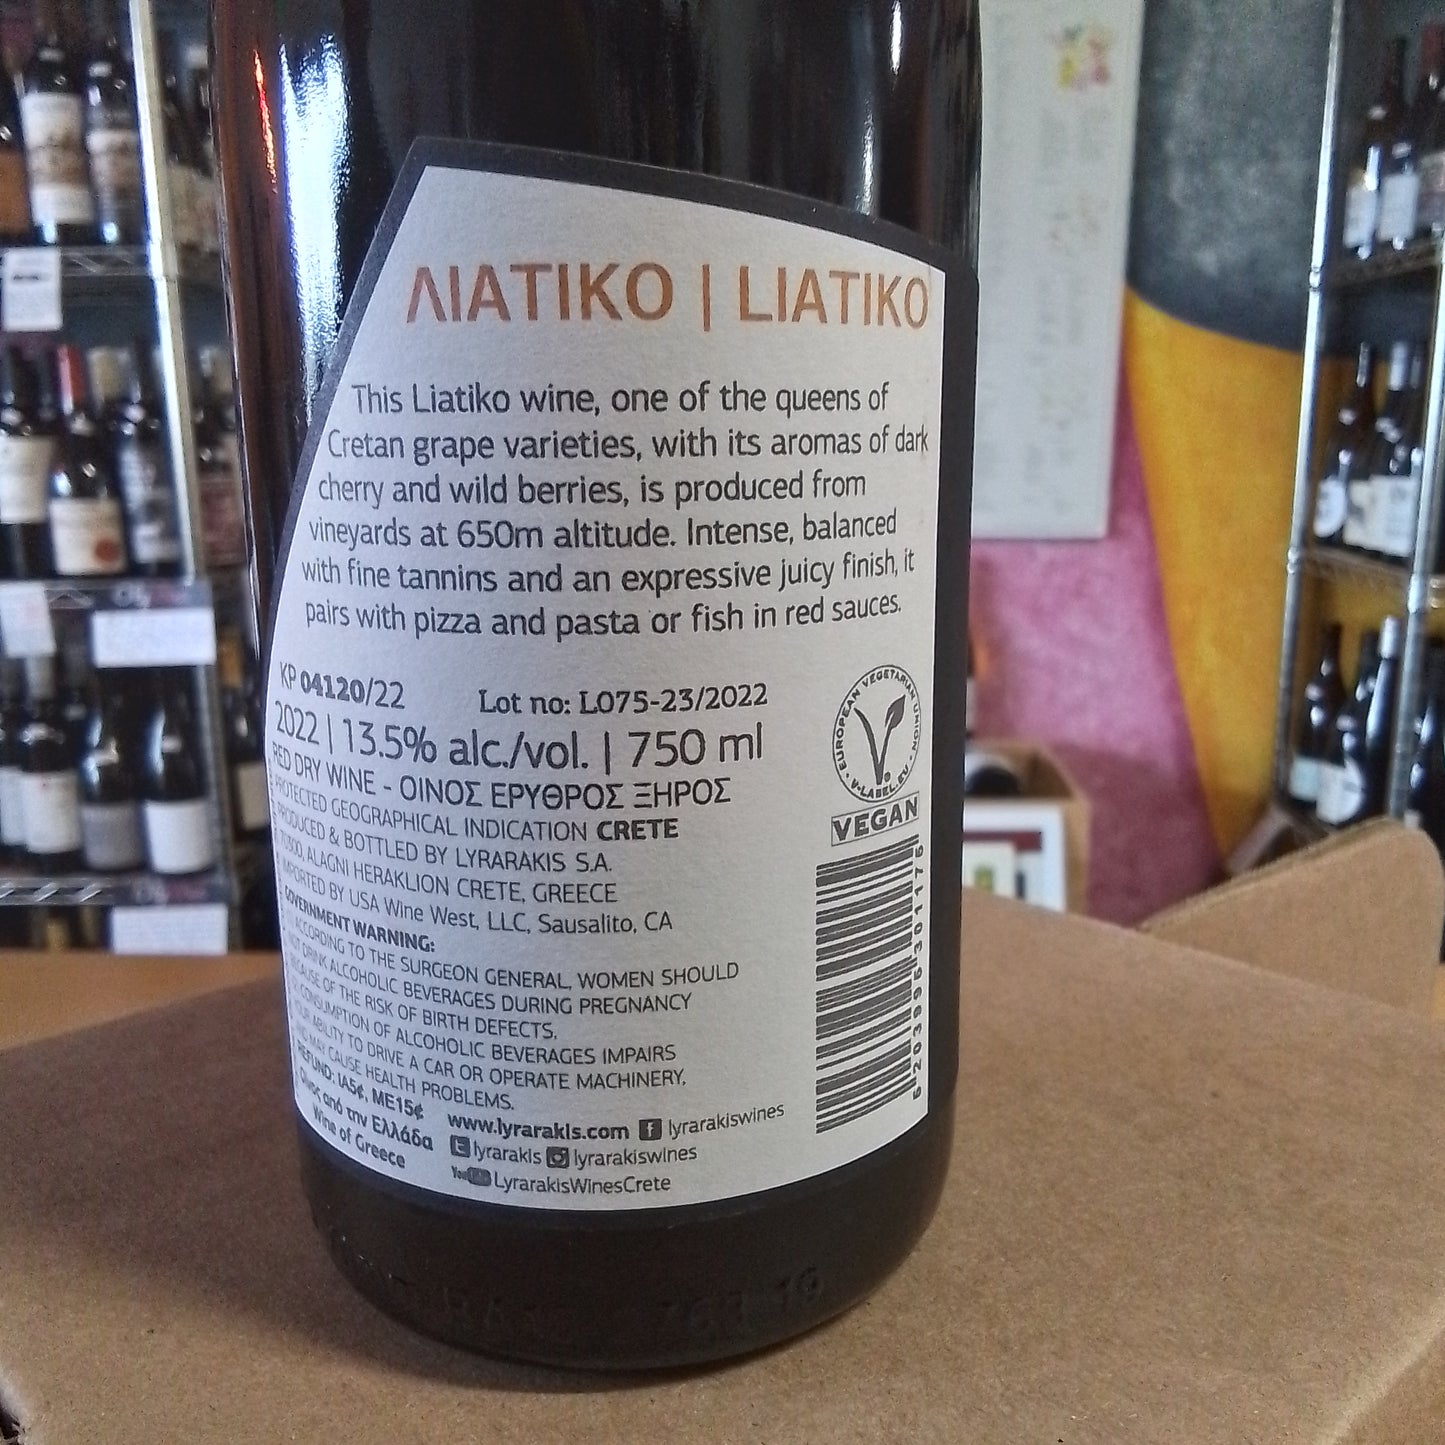 ΛΙΑΤΙΚΟ | LIATIKO
This Liatiko wine, one of the queens of
Cretan grape varieties, with its aromas of dark
cherry and wild berries, is produced from
vineyards at 650m altitude. Intense, balanced
with fine tannins and an expressive juicy finish, it
pairs with pizza and pasta or fish in red sauces.
KP 04120/22 Lot no: L075-23/2022
2022 | 13.5% alc./vol. | 750 ml
RED DRY WINE - ΟΙΝΟΣ ΕΡΥΘΡΟΣ ΞΗΡΟΣ
PROTECTED GEOGRAPHICAL INDICATION CRETE
PRODUCED & BOTTLED BY LYRARAKIS S.A.
70300, ALAGNI HERAKLION CRETE, GREECE
IMPORTED BY USA Wine West, LLC, Sausalito, CA
GOVERNMENT WARNING:
ACCORDING TO THE SURGEON GENERAL, WOMEN SHOULD
NOT DRINK ALCOHOLIC BEVERAGES DURING PREGNANCY
BECAUSE OF THE RISK OF BIRTH DEFECTS.
CONSUMPTION OF ALCOHOLIC BEVERAGES IMPAIRS
YOUR ABILITY TO DRIVE A CAR OR OPERATE MACHINERY,
AND MAY CAUSE HEALTH PROBLEMS.
REFUND: IA5¢, ME15¢
Οίνος από την Ελλάδα
Wine of Greece
www.lyrarakis.com lyrarakiswines
lyrarakis lyrarakiswines
YouTube LyrarakisWinesCrete
EUROPEAN VEGETARIAN UNION
V-LABEL.EU
VEGAN
5203995301176